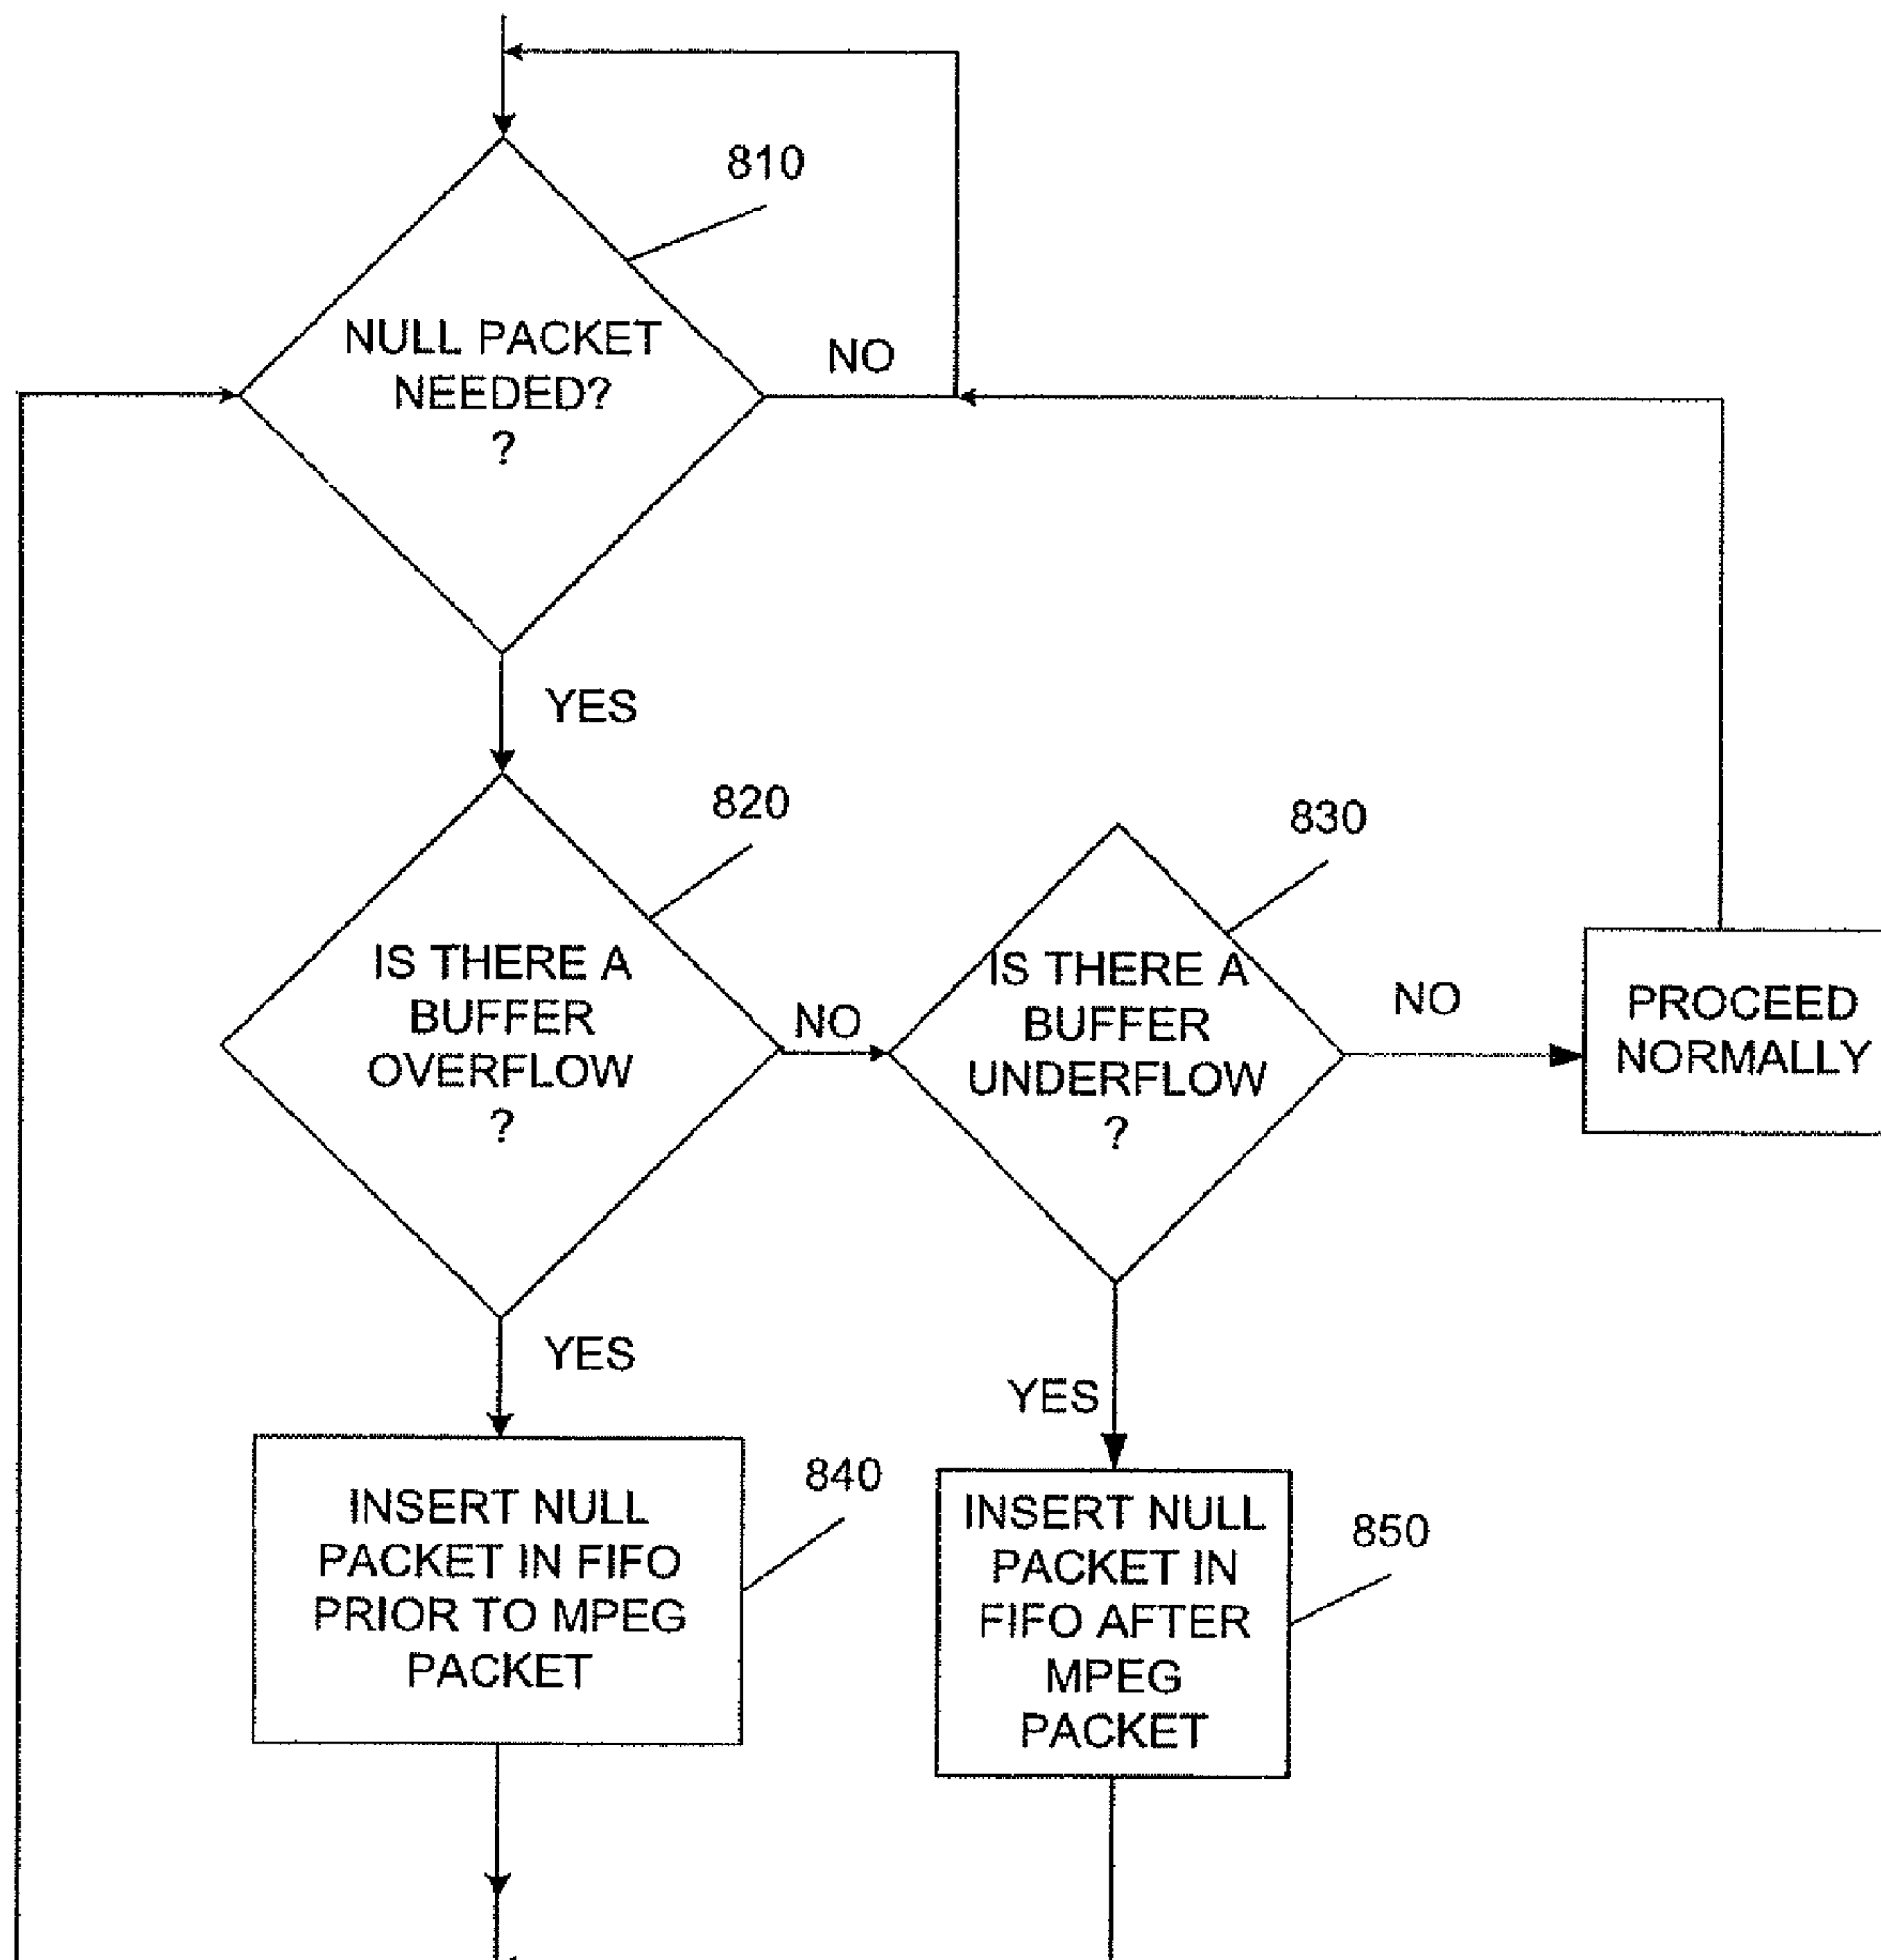 810
NULL PACKET
NEEDED?
?
NO
YES
820
IS THERE A
BUFFER
OVERFLOW
?
NO
830
IS THERE A
BUFFER
UNDERFLOW
?
NO
PROCEED
NORMALLY
YES
YES
840
INSERT NULL
PACKET IN FIFO
PRIOR TO MPEG
PACKET
850
INSERT NULL
PACKET IN
FIFO AFTER
MPEG
PACKET